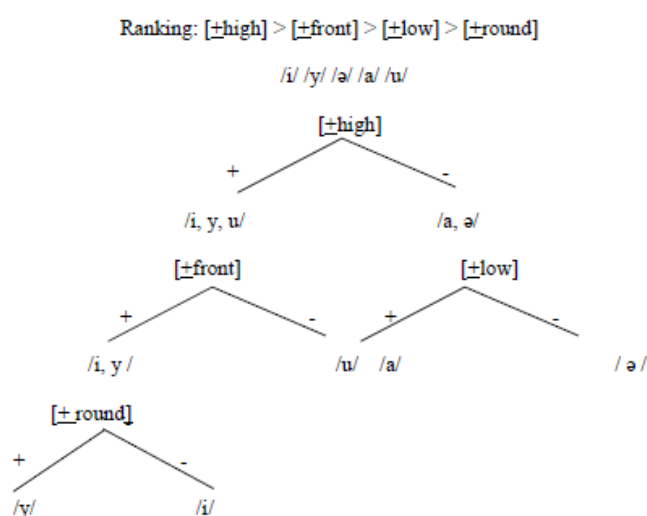 Ranking: [±high] > [±front] > [±low] > [±round]
/i/ /y/ /ə/ /a/ /u/
[±high]
+ -
/i, y, u/ /a, ə/
[±front] [±low]
+ - + -
/i, y / /u/ /a/ / ə /
[± round]
+ -
/y/ /i/